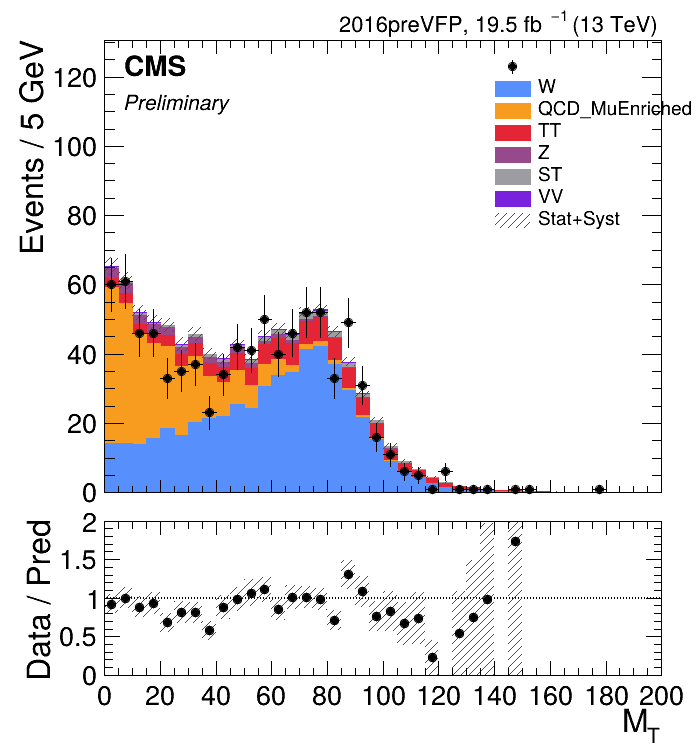 2016preVFP, 19.5 fb ⁻¹ (13 TeV)
CMS
Preliminary
W
QCD_MuEnriched
TT
Z
ST
VV
Stat+Syst
Events / 5 GeV
120
100
80
60
40
20
0
Data / Pred
2
1.5
1
0.5
0
0 20 40 60 80 100 120 140 160 180 200
M_T